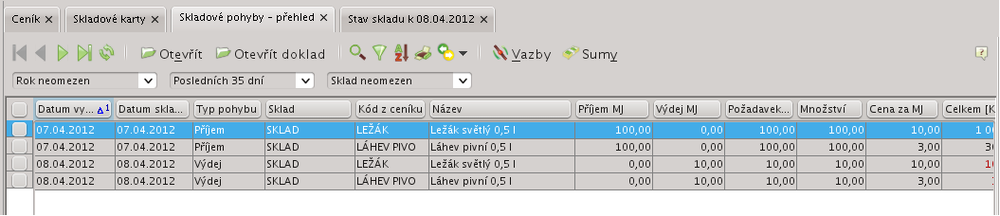 Ceník Skladové karty Skladové pohyby – přehled Stav skladu k 08.04.2012
Otevřít Otevřít doklad Vazby Sumy
Rok neomezen Posledních 35 dní Sklad neomezen
Datum vy... 1 Datum skla... Typ pohybu Sklad Kód z ceníku Název Příjem MJ Výdej MJ Požadavek... Množství Cena za MJ Celkem [K
07.04.2012 07.04.2012 Příjem SKLAD LEŽÁK Ležák světlý 0,5 l 100,00 0,00 100,00 100,00 10,00 1 00
07.04.2012 07.04.2012 Příjem SKLAD LÁHEV PIVO Láhev pivní 0,5 l 100,00 0,00 100,00 100,00 3,00 30
08.04.2012 08.04.2012 Výdej SKLAD LEŽÁK Ležák světlý 0,5 l 0,00 10,00 10,00 10,00 10,00 10
08.04.2012 08.04.2012 Výdej SKLAD LÁHEV PIVO Láhev pivní 0,5 l 0,00 10,00 10,00 10,00 3,00